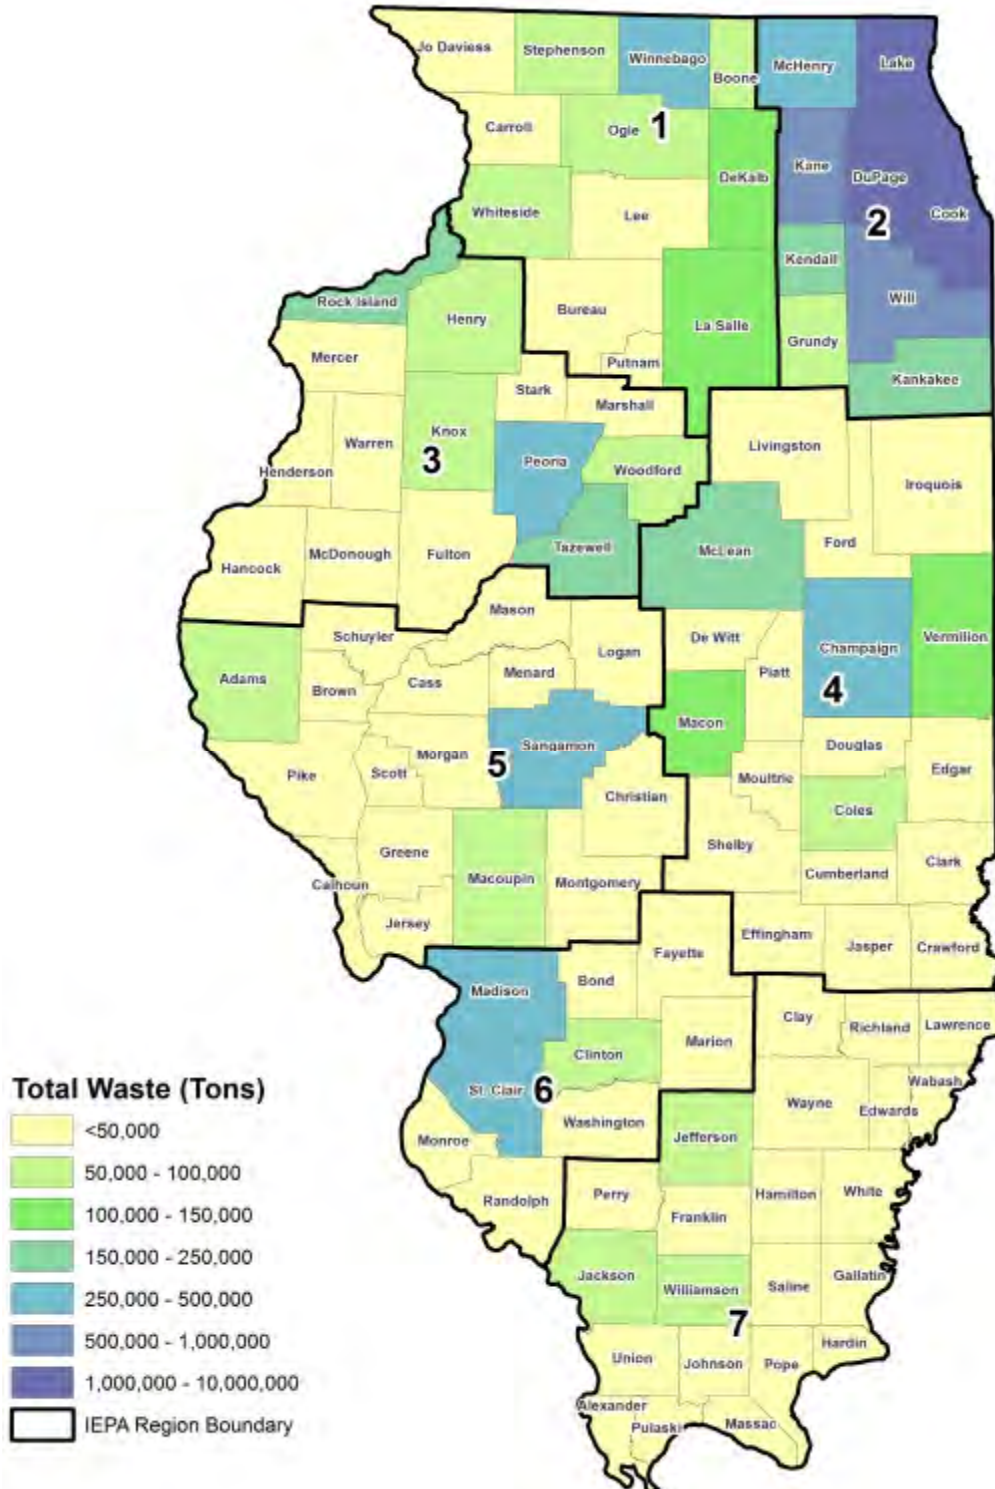 Jo Daviess
Stephenson
Winnebago
Boone
McHenry
Lake
Carroll
Ogle
1
DeKalb
Kane
DuPage
Cook
2
Whiteside
Lee
Kendall
Will
Rock Island
Henry
Bureau
La Salle
Grundy
Mercer
Putnam
Kankakee
Stark
Marshall
Henderson
Warren
Knox
3
Peoria
Woodford
Livingston
Iroquois
Hancock
McDonough
Fulton
Tazewell
McLean
Ford
Mason
Schuyler
Logan
De Witt
Champaign
4
Vermilion
Adams
Brown
Cass
Menard
Piatt
Macon
Pike
Scott
Morgan
5
Sangamon
Christian
Moultrie
Douglas
Edgar
Coles
Shelby
Greene
Macoupin
Montgomery
Cumberland
Clark
Calhoun
Jersey
Effingham
Jasper
Crawford
Fayette
Madison
Bond
Clay
Richland
Lawrence
Marion
Clinton
St. Clair
6
Washington
Wayne
Edwards
Wabash
Monroe
Jefferson
Randolph
Perry
Franklin
Hamilton
White
Jackson
Williamson
7
Saline
Gallatin
Union
Johnson
Pope
Hardin
Alexander
Pulaski
Massac
Total Waste (Tons)
<50,000
50,000 - 100,000
100,000 - 150,000
150,000 - 250,000
250,000 - 500,000
500,000 - 1,000,000
1,000,000 - 10,000,000
IEPA Region Boundary